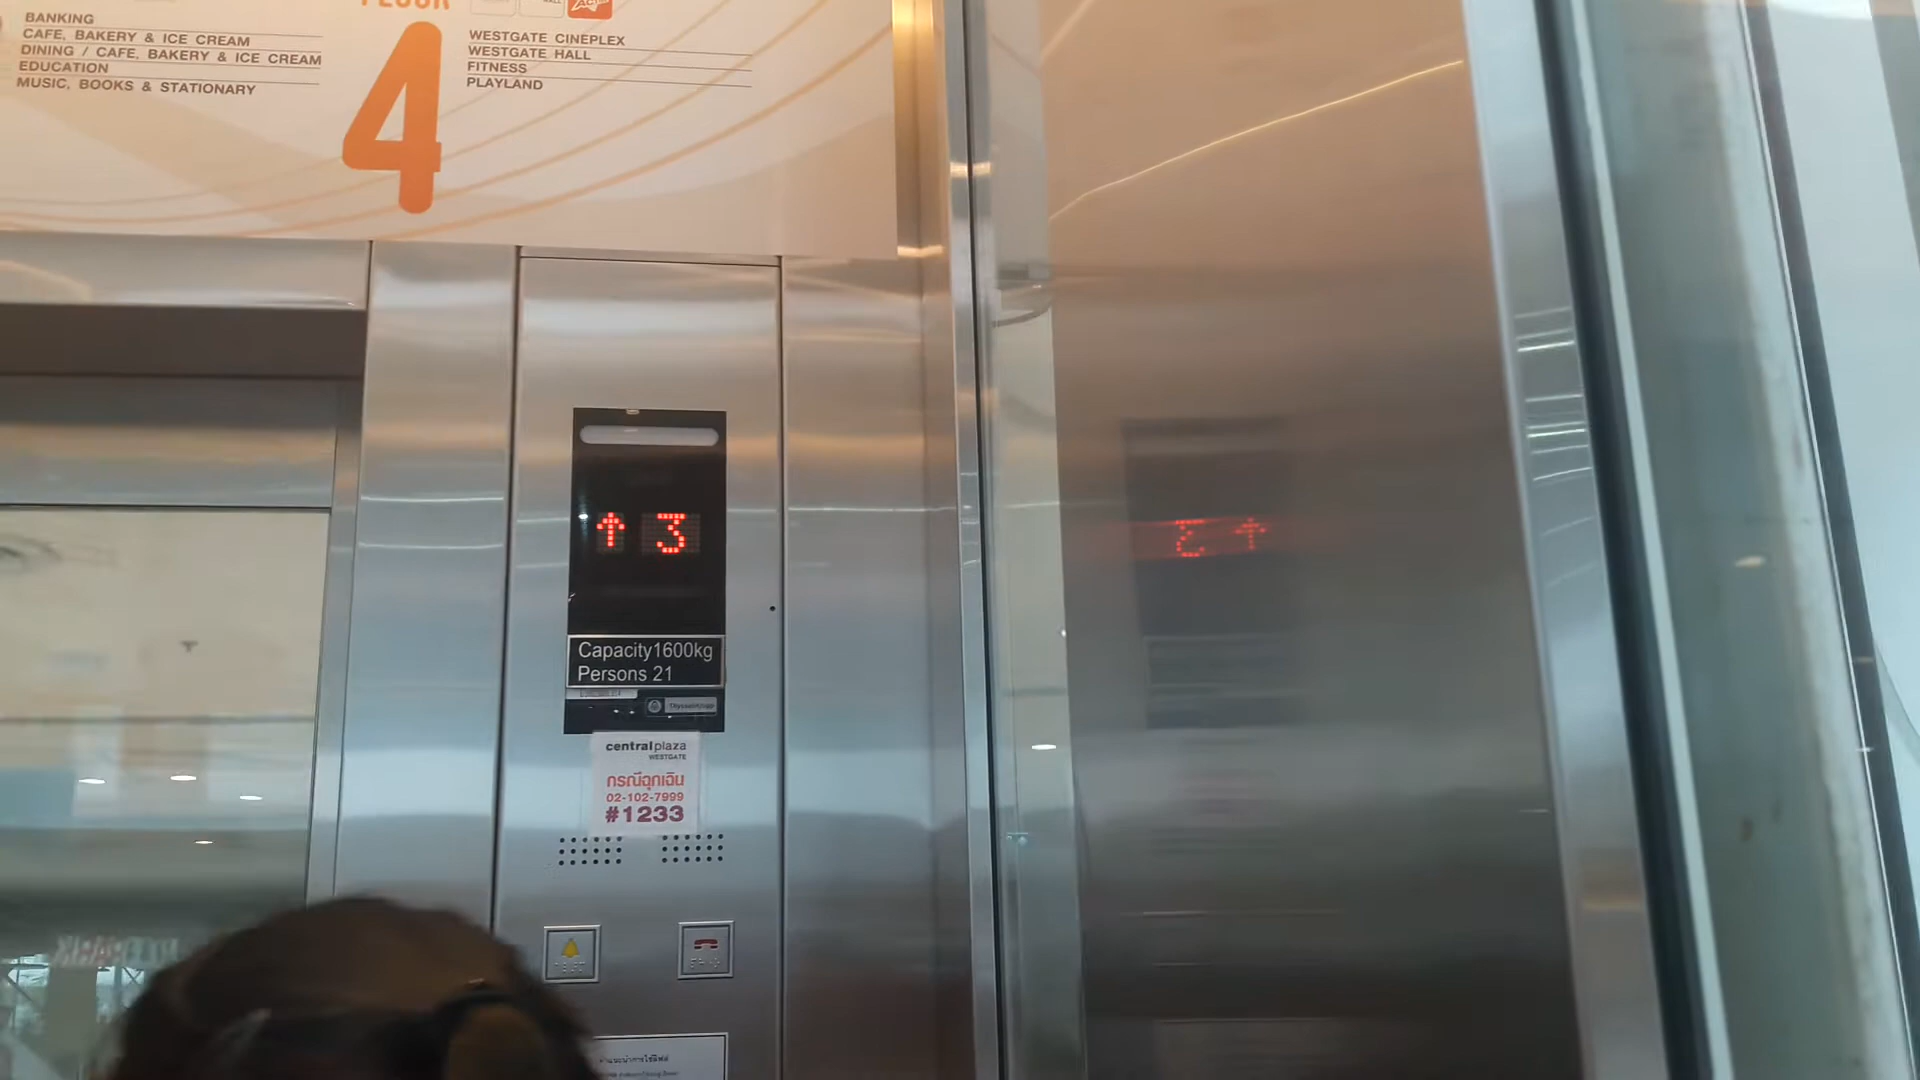 FLOOR
4
BANKING
CAFE, BAKERY & ICE CREAM
DINING / CAFE, BAKERY & ICE CREAM
EDUCATION
MUSIC, BOOKS & STATIONARY
WESTGATE CINEPLEX
WESTGATE HALL
FITNESS
PLAYLAND
↑ 3
Capacity1600kg
Persons 21
centralplaza
WESTGATE
กรณีฉุกเฉิน
02-102-7999
#1233